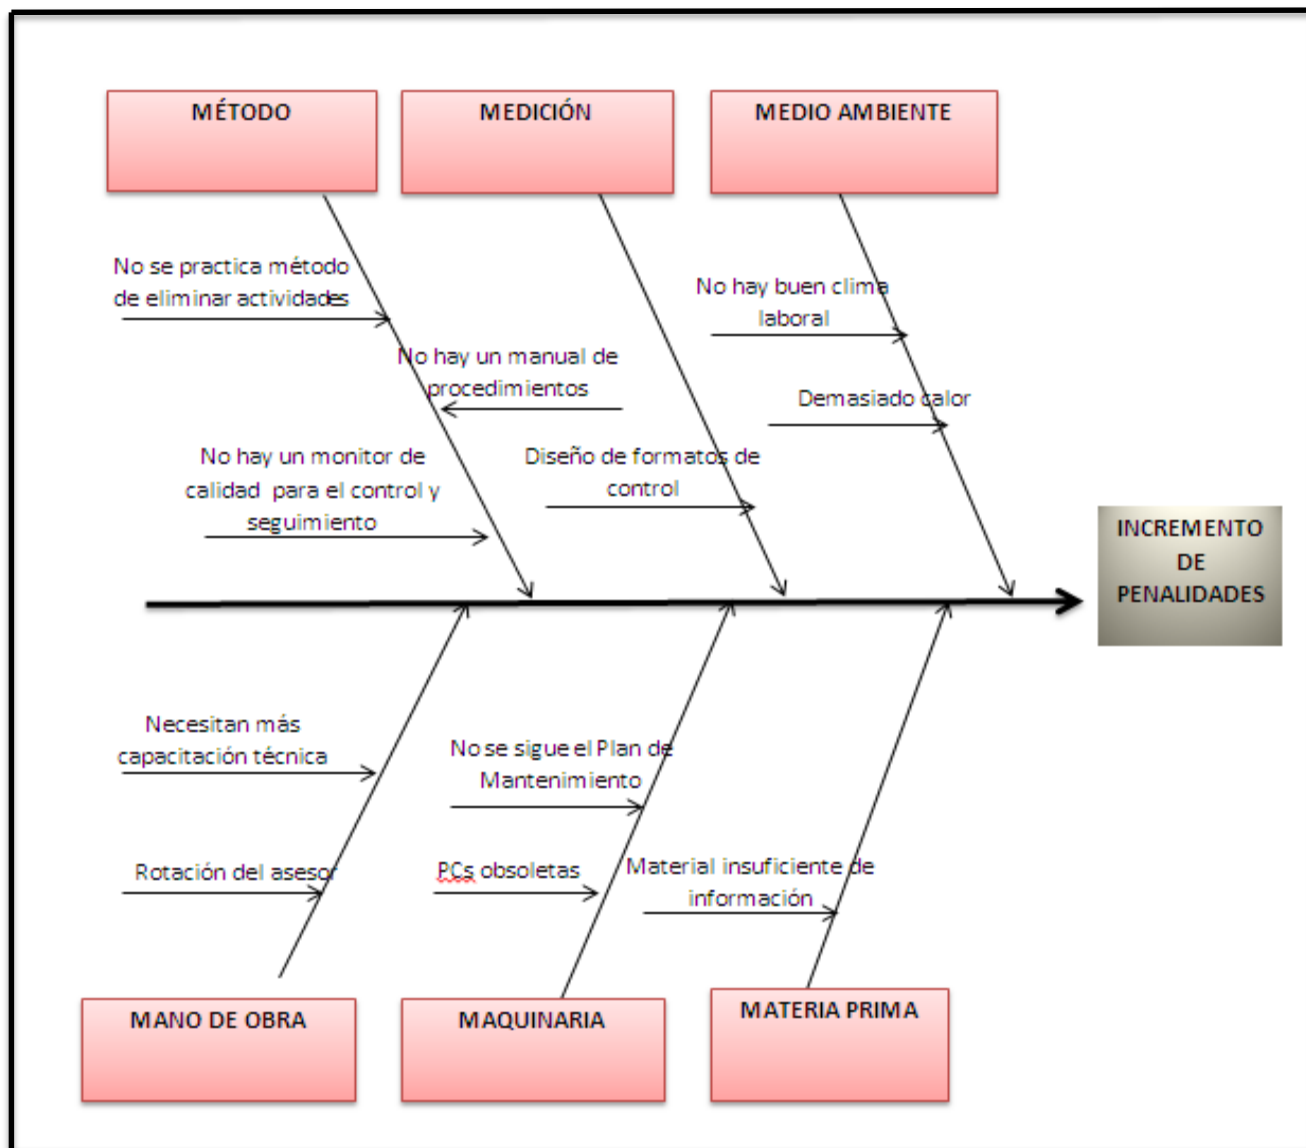 MÉTODO
MEDICIÓN
MEDIO AMBIENTE
No se practica método
de eliminar actividades
No hay un manual de
procedimientos
No hay un monitor de
calidad para el control y
seguimiento
Diseño de formatos de
control
No hay buen clima
laboral
Demasiado calor
INCREMENTO
DE
PENALIDADES
Necesitan más
capacitación técnica
Rotación del asesor
No se sigue el Plan de
Mantenimiento
PCs obsoletas
Material insuficiente de
información
MANO DE OBRA
MAQUINARIA
MATERIA PRIMA